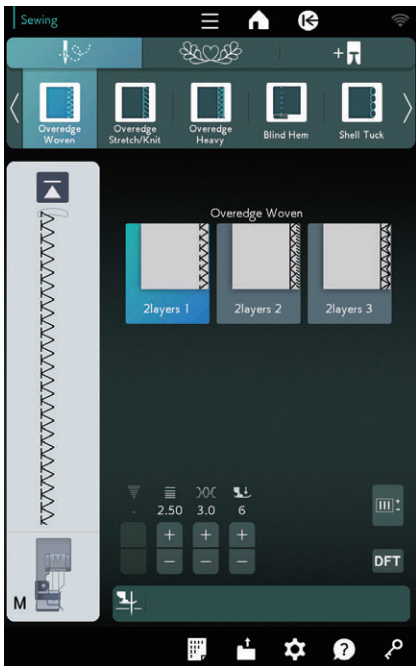 Sewing
Overedge
Woven
Overedge
Stretch/Knit
Overedge
Heavy
Blind Hem
Shell Tuck
Overedge Woven
2layers 1
2layers 2
2layers 3
- 2.50 3.0 6
+ + +
− − −
DFT
M